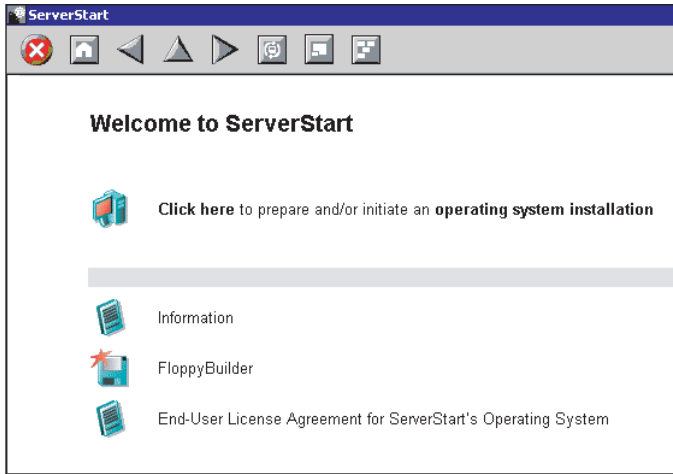 ServerStart
Welcome to ServerStart
Click here to prepare and/or initiate an operating system installation
Information
FloppyBuilder
End-User License Agreement for ServerStart's Operating System